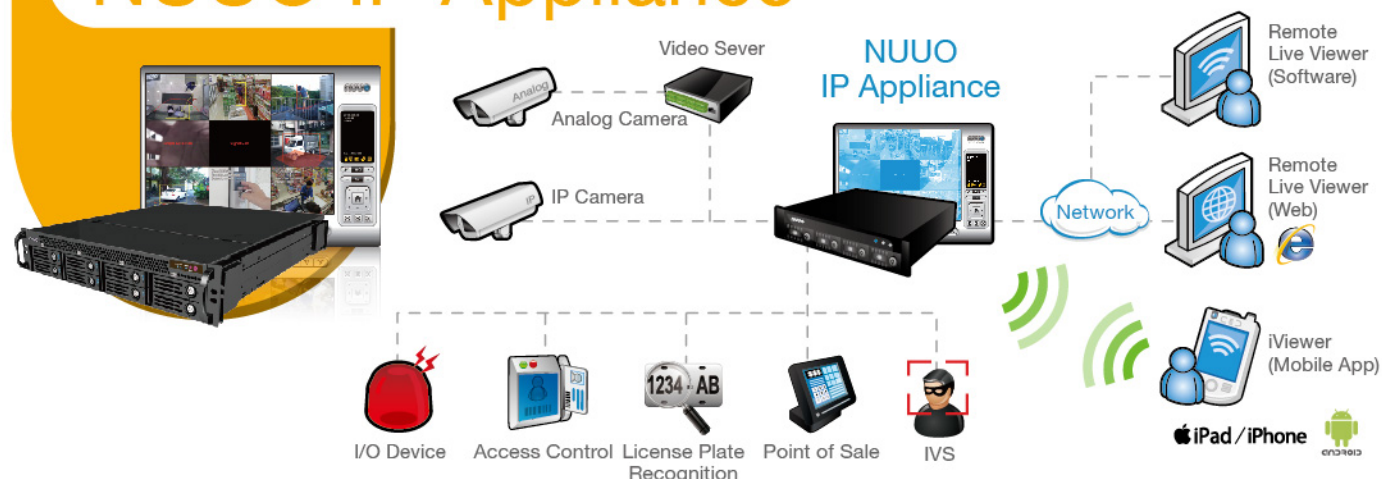 NUUO IP Appliance
Video Sever
Analog
Analog Camera
IP
IP Camera
NUUO
IP Appliance
Network
Remote
Live Viewer
(Software)
Remote
Live Viewer
(Web)
iViewer
(Mobile App)
iPad / iPhone
ANDROID
1234 AB
I/O Device
Access Control
License Plate
Recognition
Point of Sale
IVS